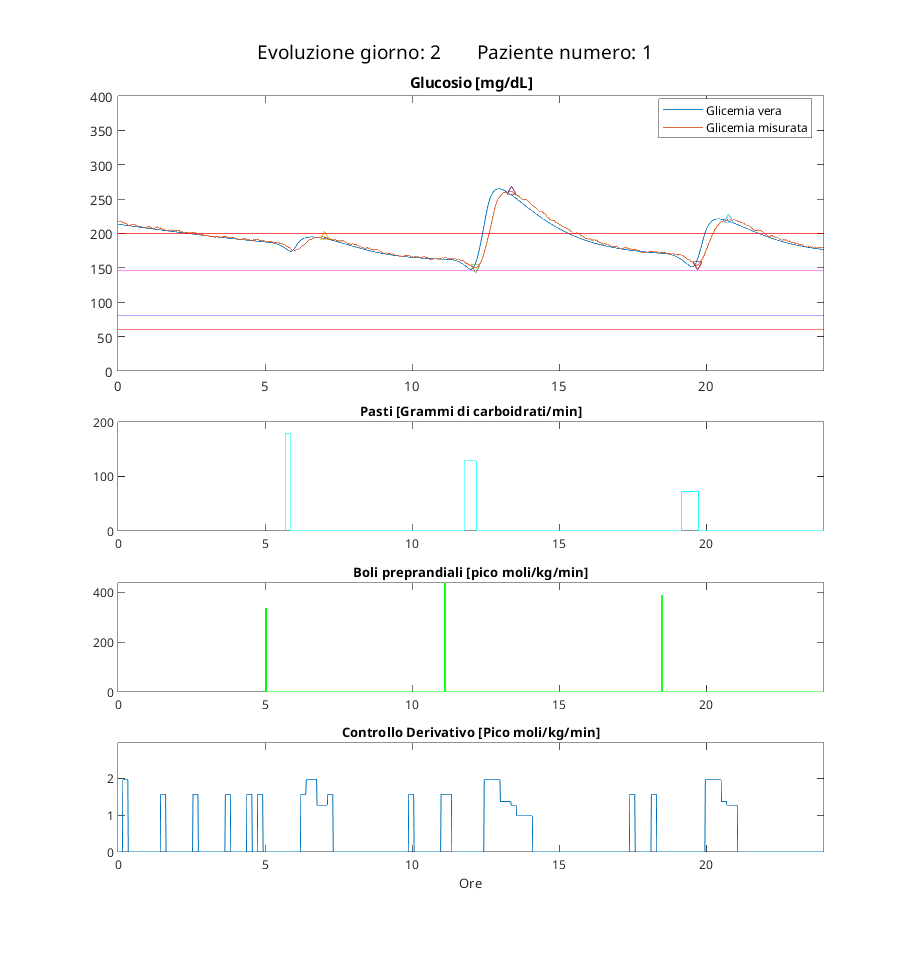 Evoluzione giorno: 2 Paziente numero: 1
Glucosio [mg/dL]
400
350
300
250
200
150
100
50
0
Glicemia vera
Glicemia misurata
0 5 10 15 20
Pasti [Grammi di carboidrati/min]
200
100
0
0 5 10 15 20
Boli preprandiali [pico moli/kg/min]
400
200
0
0 5 10 15 20
Controllo Derivativo [Pico moli/kg/min]
2
1
0
0 5 10 15 20
Ore